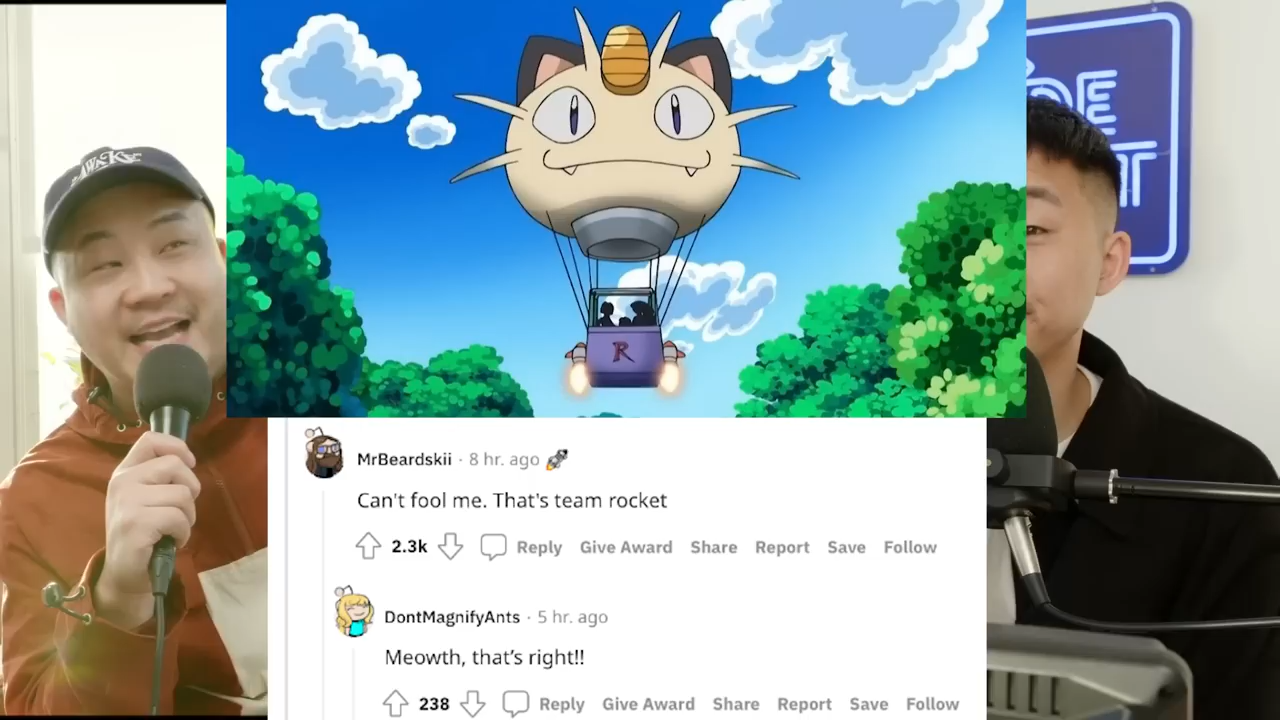 R
MrBeardskii · 8 hr. ago 🚀
Can't fool me. That's team rocket
2.3k Reply Give Award Share Report Save Follow
DontMagnifyAnts · 5 hr. ago
Meowth, that's right!!
238 Reply Give Award Share Report Save Follow